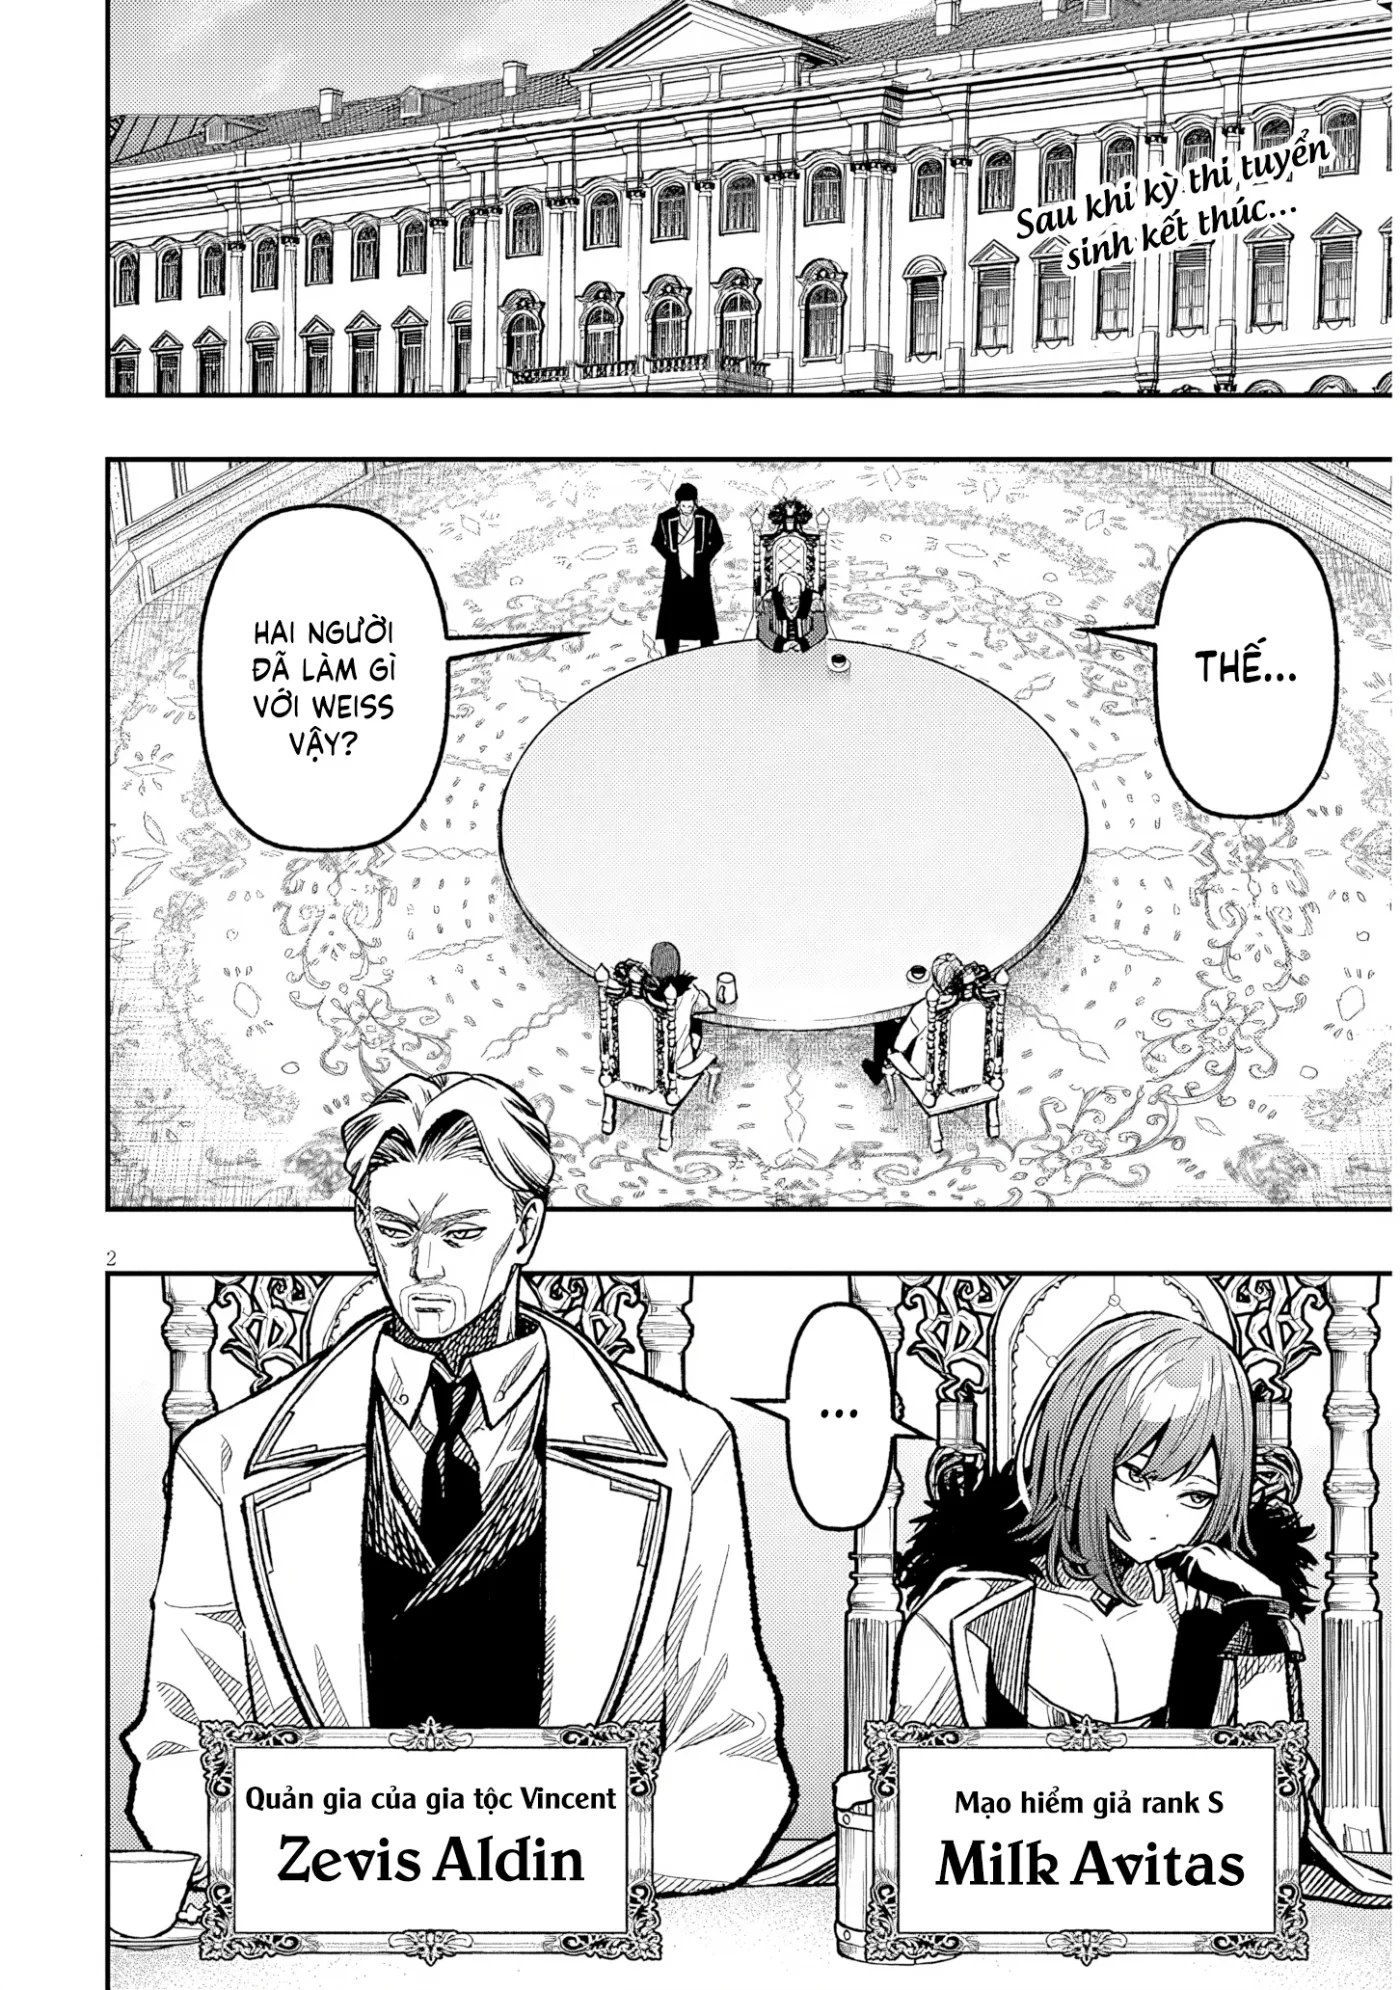 Sau khi kỳ thi tuyển
sinh kết thúc...
THẾ...
HAI NGƯỜI
ĐÃ LÀM GÌ
VỚI WEISS
VẬY?
2
...
Quản gia của gia tộc Vincent
Zevis Aldin
Mạo hiểm giả rank S
Milk Avitas